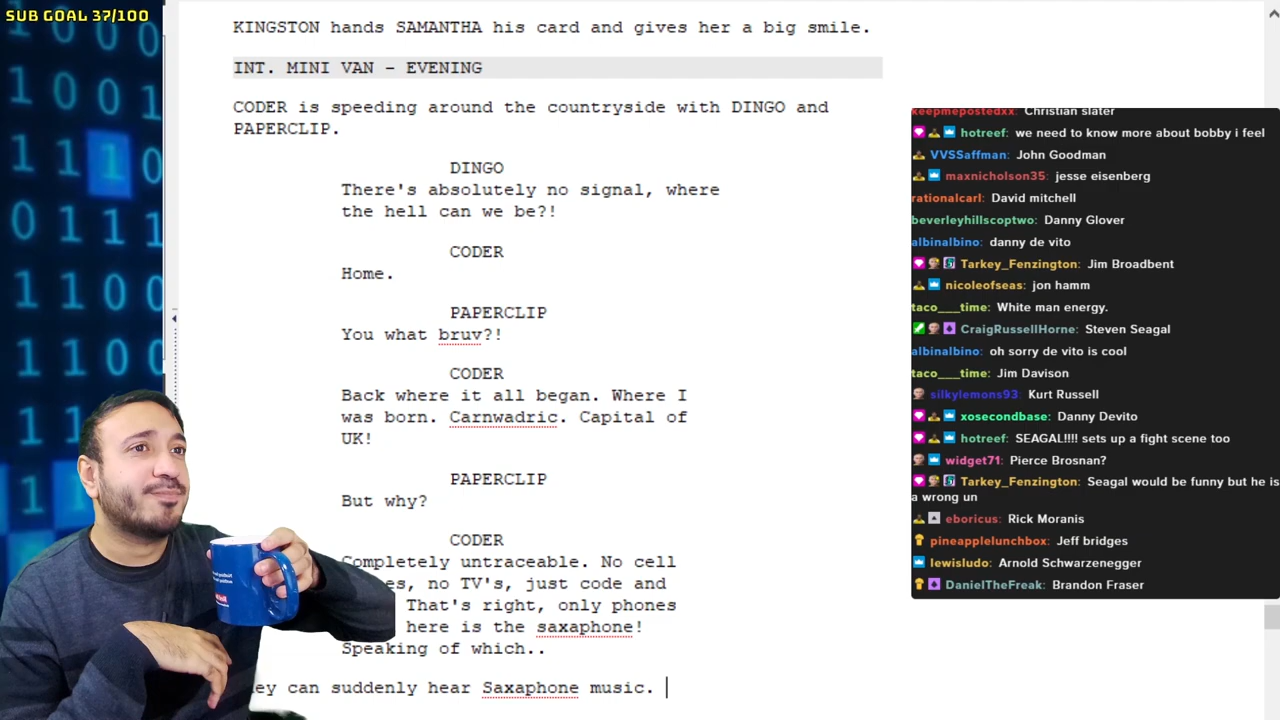 SUB GOAL 37/100
KINGSTON hands SAMANTHA his card and gives her a big smile.
INT. MINI VAN - EVENING
CODER is speeding around the countryside with DINGO and
PAPERCLIP.
DINGO
There's absolutely no signal, where
the hell can we be?!
CODER
Home.
PAPERCLIP
You what bruv?!
CODER
Back where it all began. Where I
was born. Carnwadric. Capital of
UK!
PAPERCLIP
But why?
CODER
Completely untraceable. No cell
no TV's, just code and
That's right, only phones
here is the saxaphone!
Speaking of which..
can suddenly hear Saxaphone music.
keepmepostedxx: Christian slater
hotreef: we need to know more about bobby i feel
VVSSaffman: John Goodman
maxnicholson35: jesse eisenberg
rationalcarl: David mitchell
beverleyhillscoptwo: Danny Glover
albinalbino: danny de vito
Tarkey_Fenzington: Jim Broadbent
nicoleofseas: jon hamm
taco___time: White man energy.
CraigRussellHorne: Steven Seagal
albinalbino: oh sorry de vito is cool
taco___time: Jim Davison
silkylemons93: Kurt Russell
xosecondbase: Danny Devito
hotreef: SEAGAL!!!! sets up a fight scene too
widget71: Pierce Brosnan?
Tarkey_Fenzington: Seagal would be funny but he is
a wrong un
eboricus: Rick Moranis
pineapplelunchbox: Jeff bridges
lewisludo: Arnold Schwarzenegger
DanielTheFreak: Brandon Fraser